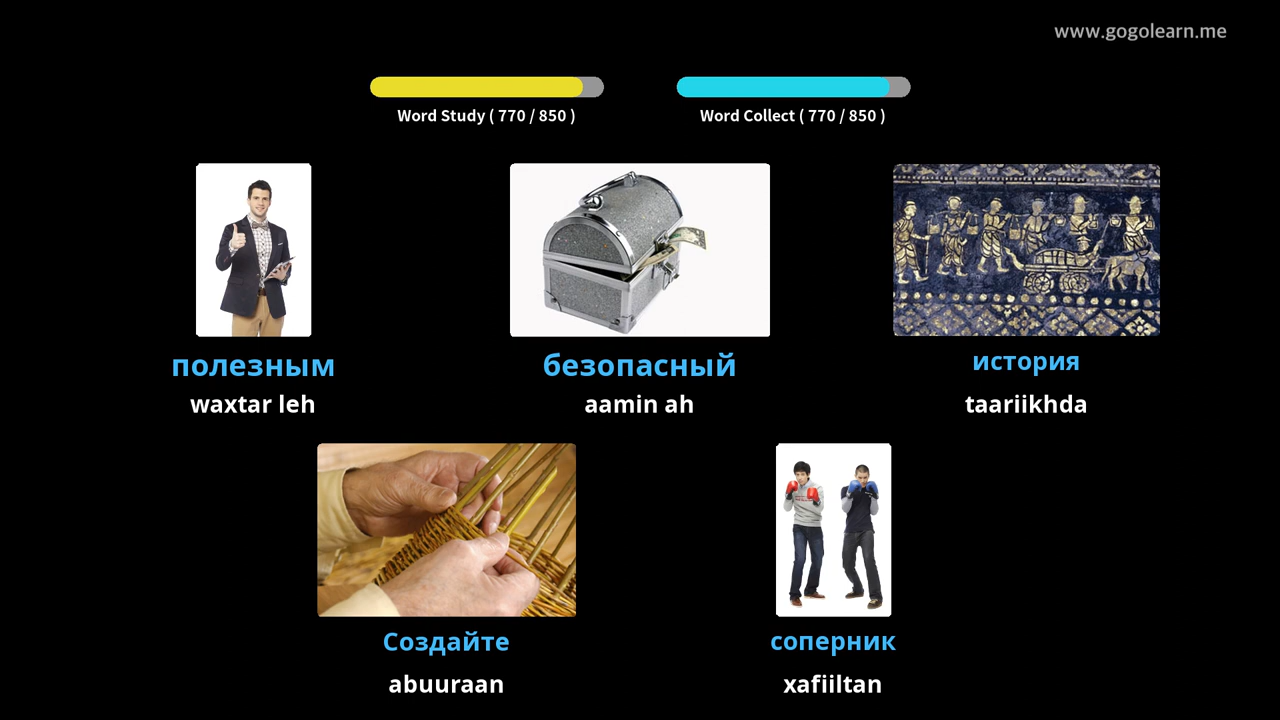 www.gogolearn.me
Word Study ( 770 / 850 )
Word Collect ( 770 / 850 )
полезным
waxtar leh
безопасный
aamin ah
история
taariikhda
Создайте
abuuraan
соперник
xafiiltan